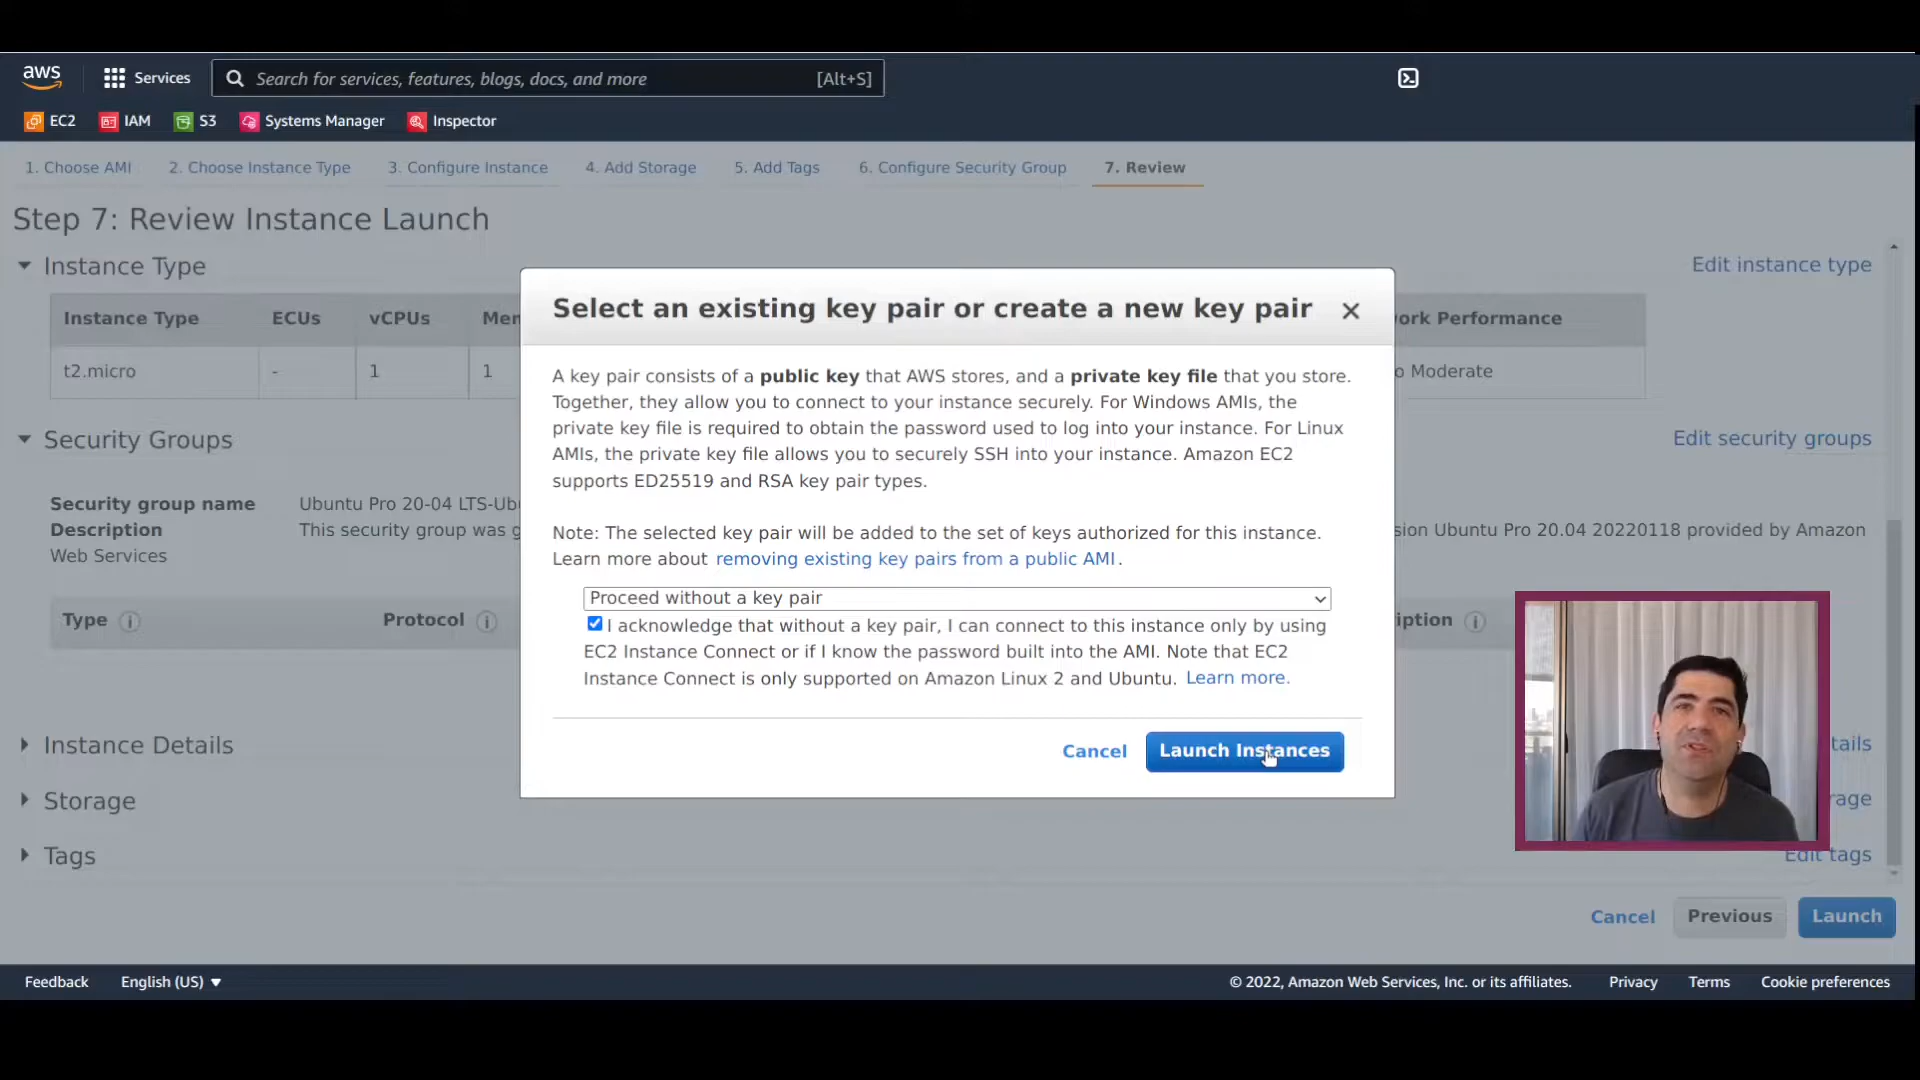 aws
Services
Search for services, features, blogs, docs, and more
[Alt+S]
EC2
IAM
S3
Systems Manager
Inspector
1. Choose AMI
2. Choose Instance Type
3. Configure Instance
4. Add Storage
5. Add Tags
6. Configure Security Group
7. Review
Step 7: Review Instance Launch
Instance Type
Edit instance type
Instance Type
ECUs
vCPUs
Mem
ork Performance
t2.micro
-
1
1
o Moderate
Security Groups
Edit security groups
Security group name
Ubuntu Pro 20-04 LTS-Ub
Description
This security group was g
sion Ubuntu Pro 20.04 20220118 provided by Amazon
Web Services
Type
Protocol
iption
Instance Details
tails
Storage
rage
Tags
Edit tags
Select an existing key pair or create a new key pair
A key pair consists of a public key that AWS stores, and a private key file that you store.
Together, they allow you to connect to your instance securely. For Windows AMIs, the
private key file is required to obtain the password used to log into your instance. For Linux
AMIs, the private key file allows you to securely SSH into your instance. Amazon EC2
supports ED25519 and RSA key pair types.
Note: The selected key pair will be added to the set of keys authorized for this instance.
Learn more about removing existing key pairs from a public AMI.
Proceed without a key pair
I acknowledge that without a key pair, I can connect to this instance only by using
EC2 Instance Connect or if I know the password built into the AMI. Note that EC2
Instance Connect is only supported on Amazon Linux 2 and Ubuntu. Learn more.
Cancel
Launch Instances
Cancel
Previous
Launch
Feedback
English (US)
© 2022, Amazon Web Services, Inc. or its affiliates.
Privacy
Terms
Cookie preferences